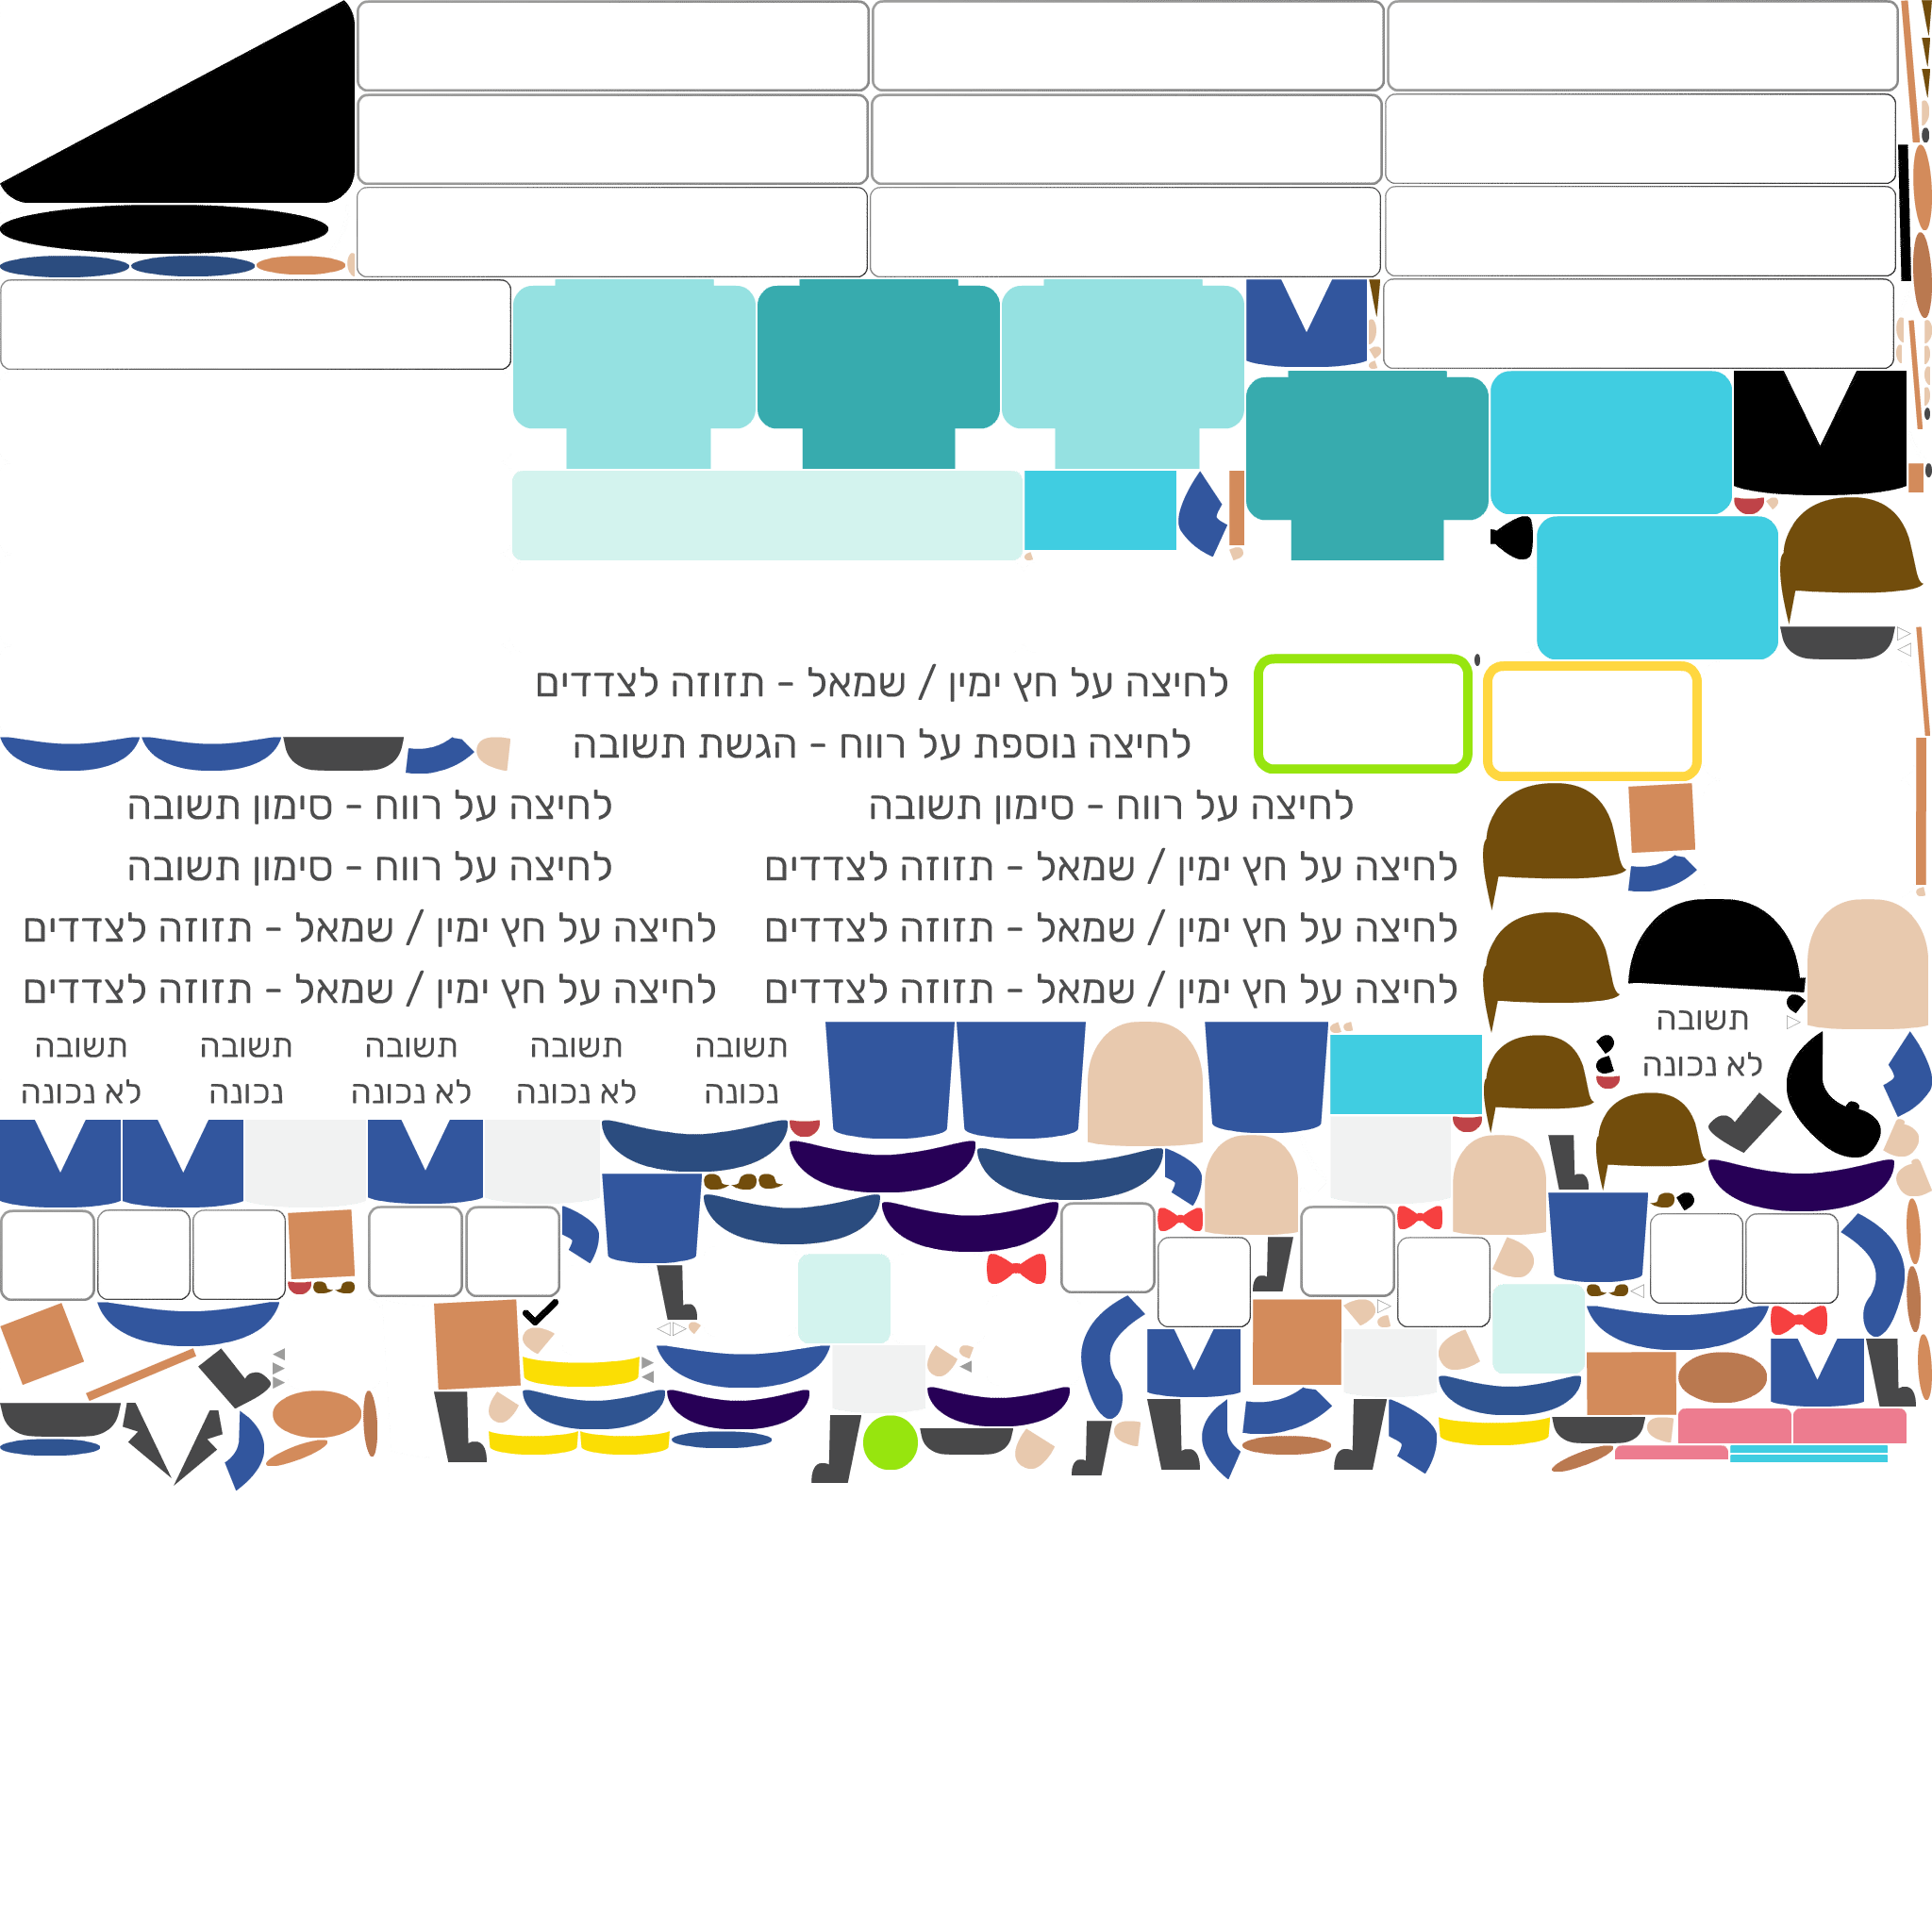 לחיצה על חץ ימין / שמאל - תזוזה לצדדים
לחיצה נוספת על רווח - הגשת תשובה
לחיצה על רווח - סימון תשובה
לחיצה על רווח - סימון תשובה
לחיצה על רווח - סימון תשובה
לחיצה על חץ ימין / שמאל - תזוזה לצדדים
לחיצה על חץ ימין / שמאל - תזוזה לצדדים
לחיצה על חץ ימין / שמאל - תזוזה לצדדים
לחיצה על חץ ימין / שמאל - תזוזה לצדדים
לחיצה על חץ ימין / שמאל - תזוזה לצדדים
תשובה
לא נכונה
תשובה
נכונה
תשובה
לא נכונה
תשובה
לא נכונה
תשובה
נכונה
תשובה
לא נכונה